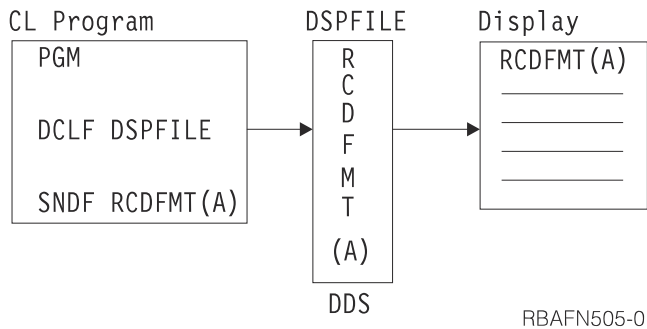 CL Program
PGM
DCLF DSPFILE
SNDF RCDFMT(A)
DSPFILE
R
C
D
F
M
T
(A)
DDS
Display
RCDFMT(A)
RBAFN505-0